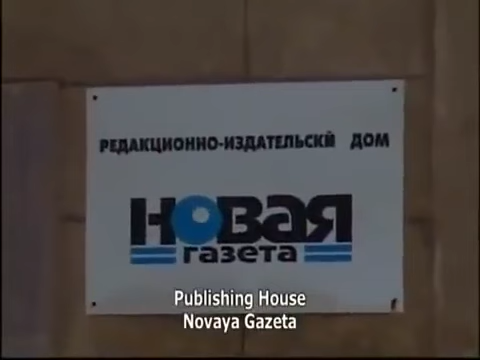 РЕДАКЦИОННО-ИЗДАТЕЛЬСКЙ ДОМ
НОВАЯ
газета
Publishing House
Novaya Gazeta